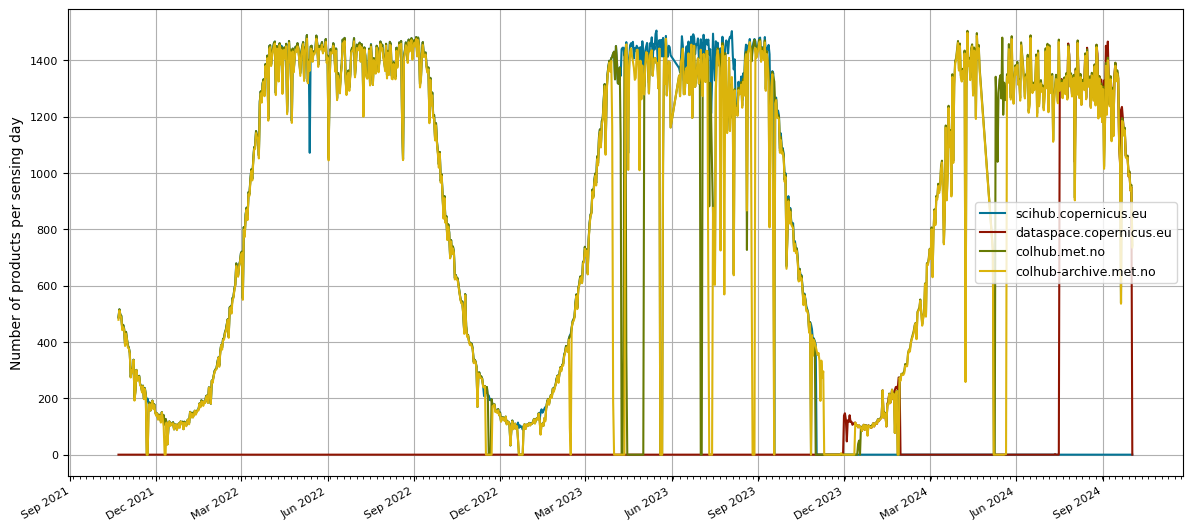 Number of products per sensing day
1400
1200
1000
800
600
400
200
0
scihub.copernicus.eu
dataspace.copernicus.eu
colhub.met.no
colhub-archive.met.no
Sep 2021
Dec 2021
Mar 2022
Jun 2022
Sep 2022
Dec 2022
Mar 2023
Jun 2023
Sep 2023
Dec 2023
Mar 2024
Jun 2024
Sep 2024